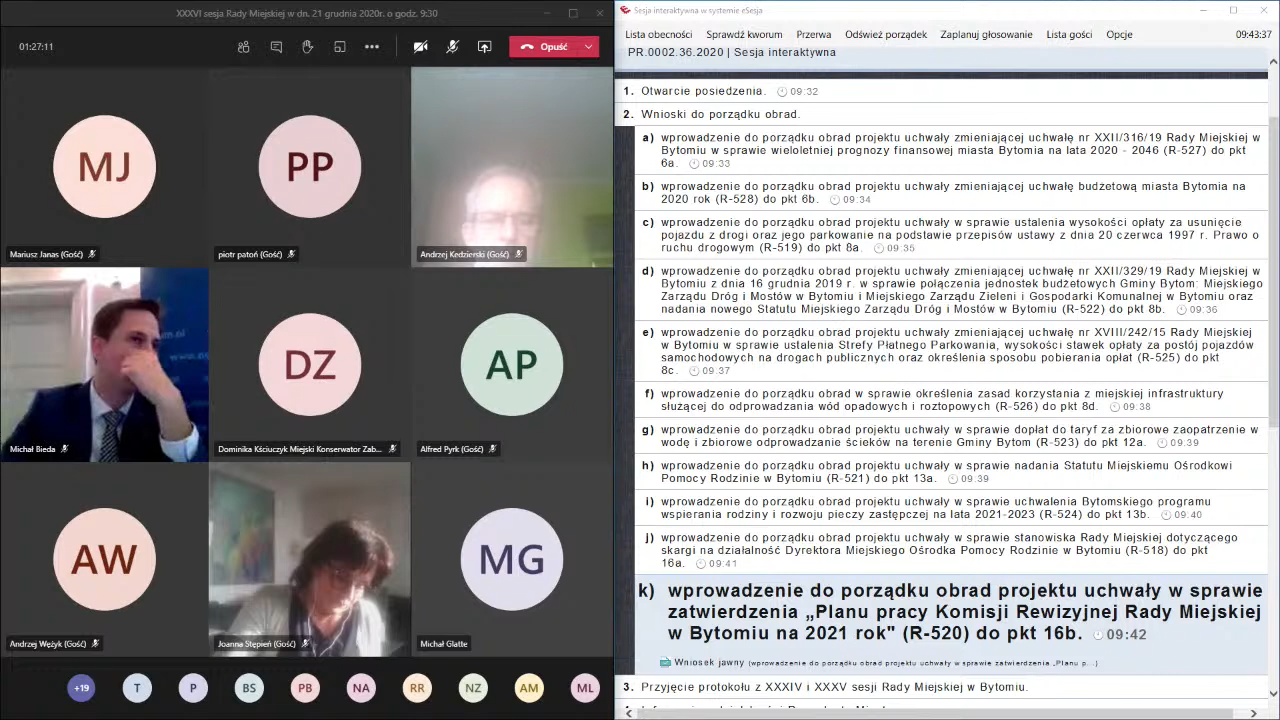 XXXVI sesja Rady Miejskiej w dn. 21 grudnia 2020r. o godz. 9:30
01:27:11
Opuść
MJ
PP
Mariusz Janas (Gość)
piotr patoń (Gość)
Andrzej Kedzierski (Gość)
DZ
AP
Michał Bieda
Dominika Kściuczyk Miejski Konserwator Zab...
Alfred Pyrk (Gość)
AW
MG
Andrzej Wężyk (Gość)
Joanna Stępień (Gość)
Michał Glatte
+19
T
P
BS
PB
NA
RR
NZ
AM
ML
Sesja interaktywna w systemie eSesja
Lista obecności Sprawdź kworum Przerwa Odśwież porządek Zaplanuj głosowanie Lista gości Opcje 09:43:37
PR.0002.36.2020 | Sesja interaktywna
1. Otwarcie posiedzenia. 09:32
2. Wnioski do porządku obrad.
a) wprowadzenie do porządku obrad projektu uchwały zmieniającej uchwałę nr XXII/316/19 Rady Miejskiej w
Bytomiu w sprawie wieloletniej prognozy finansowej miasta Bytomia na lata 2020 - 2046 (R-527) do pkt
6a. 09:33
b) wprowadzenie do porządku obrad projektu uchwały zmieniającej uchwałę budżetową miasta Bytomia na
2020 rok (R-528) do pkt 6b. 09:34
c) wprowadzenie do porządku obrad projektu uchwały w sprawie ustalenia wysokości opłaty za usunięcie
pojazdu z drogi oraz jego parkowanie na podstawie przepisów ustawy z dnia 20 czerwca 1997 r. Prawo o
ruchu drogowym (R-519) do pkt 8a. 09:35
d) wprowadzenie do porządku obrad projektu uchwały zmieniającej uchwałę nr XXII/329/19 Rady Miejskiej w
Bytomiu z dnia 16 grudnia 2019 r. w sprawie połączenia jednostek budżetowych Gminy Bytom: Miejskiego
Zarządu Dróg i Mostów w Bytomiu i Miejskiego Zarządu Zieleni i Gospodarki Komunalnej w Bytomiu oraz
nadania nowego Statutu Miejskiego Zarządu Dróg i Mostów w Bytomiu (R-522) do pkt 8b. 09:36
e) wprowadzenie do porządku obrad projektu uchwały zmieniającej uchwałę nr XVIII/242/15 Rady Miejskiej
w Bytomiu w sprawie ustalenia Strefy Płatnego Parkowania, wysokości stawek opłaty za postój pojazdów
samochodowych na drogach publicznych oraz określenia sposobu pobierania opłat (R-525) do pkt
8c. 09:37
f) wprowadzenie do porządku obrad w sprawie określenia zasad korzystania z miejskiej infrastruktury
służącej do odprowadzania wód opadowych i roztopowych (R-526) do pkt 8d. 09:38
g) wprowadzenie do porządku obrad projektu uchwały w sprawie dopłat do taryf za zbiorowe zaopatrzenie w
wodę i zbiorowe odprowadzanie ścieków na terenie Gminy Bytom (R-523) do pkt 12a. 09:39
h) wprowadzenie do porządku obrad projektu uchwały w sprawie nadania Statutu Miejskiemu Ośrodkowi
Pomocy Rodzinie w Bytomiu (R-521) do pkt 13a. 09:39
i) wprowadzenie do porządku obrad projektu uchwały w sprawie uchwalenia Bytomskiego programu
wspierania rodziny i rozwoju pieczy zastępczej na lata 2021-2023 (R-524) do pkt 13b. 09:40
j) wprowadzenie do porządku obrad projektu uchwały w sprawie stanowiska Rady Miejskiej dotyczącego
skargi na działalność Dyrektora Miejskiego Ośrodka Pomocy Rodzinie w Bytomiu (R-518) do pkt
16a. 09:41
k) wprowadzenie do porządku obrad projektu uchwały w sprawie
zatwierdzenia „Planu pracy Komisji Rewizyjnej Rady Miejskiej
w Bytomiu na 2021 rok" (R-520) do pkt 16b. 09:42
Wniosek jawny (wprowadzenie do porządku obrad projektu uchwały w sprawie zatwierdzenia „Planu p...)
3. Przyjęcie protokołu z XXXIV i XXXV sesji Rady Miejskiej w Bytomiu.